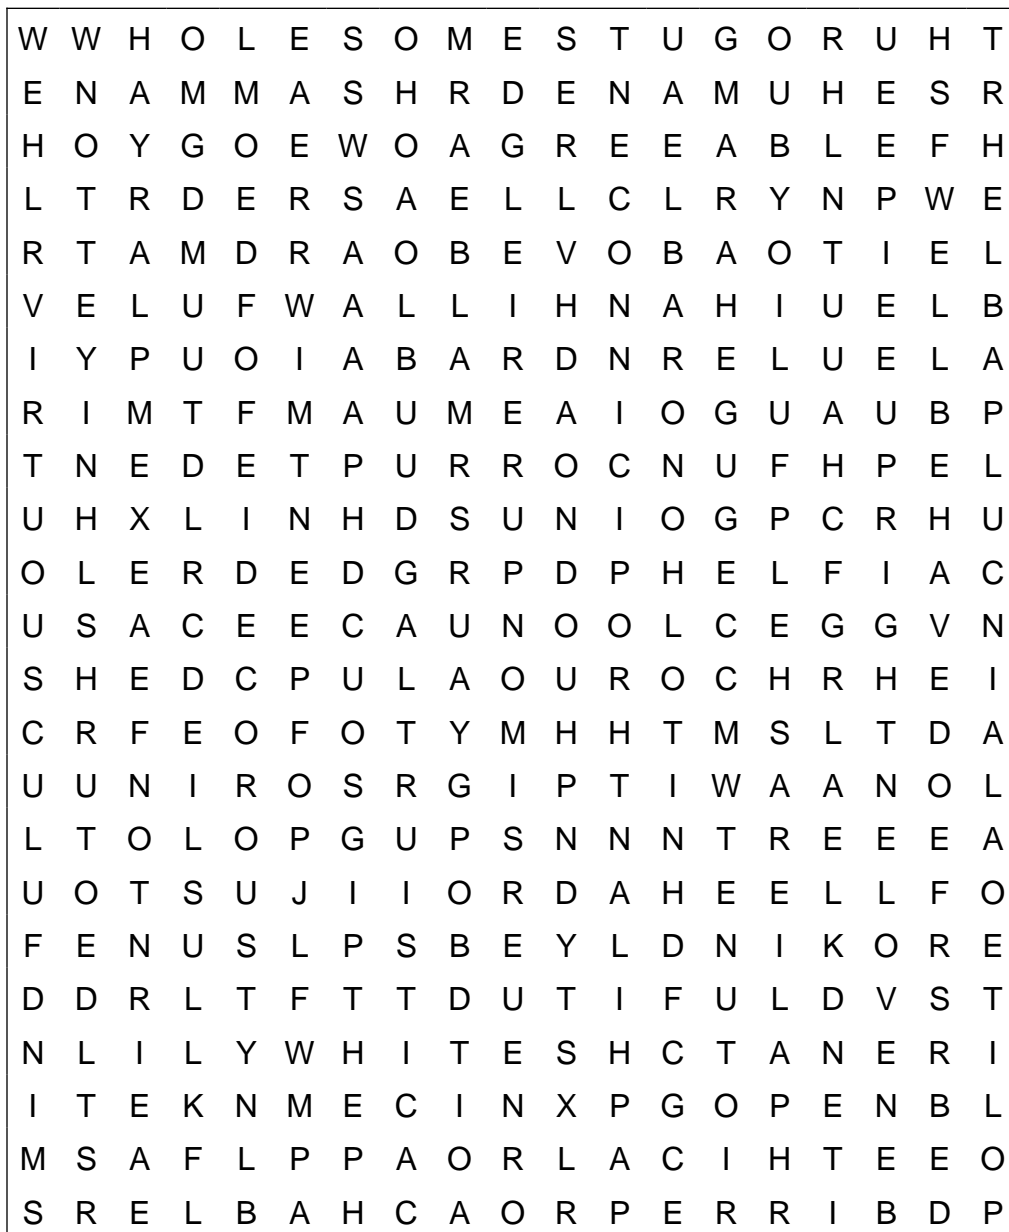 W W H O L E S O M E S T U G O R U H T
E N A M M A S H R D E N A M U H E S R
H O Y G O E W O A G R E E A B L E F H
L T R D E R S A E L L C L R Y N P W E
R T A M D R A O B E V O B A O T I E L
V E L U F W A L L I H N A H I U E L B
I Y P U O I A B A R D N R E L U E L A
R I M T F M A U M E A I O G U A U B P
T N E D E T P U R R O C N U F H P E L
U H X L I N H D S U N I O G P C R H U
O L E R D E D G R P D P H E L F I A C
U S A C E E C A U N O O L C E G G V N
S H E D C P U L A O U R O C H R H E I
C R F E O F O T Y M H H T M S L T D A
U U N I R O S R G I P T I W A A N O L
L T O L O P G U P S N N N T R E E E A
U O T S U J I I O R D A H E E L L F O
F E N U S L P S B E Y L D N I K O R E
D D R L T F T T D U T I F U L D V S T
N L I L Y W H I T E S H C T A N E R I
I T E K N M E C I N X P G O P E N B L
M S A F L P P A O R L A C I H T E E O
S R E L B A H C A O R P E R R I B D P